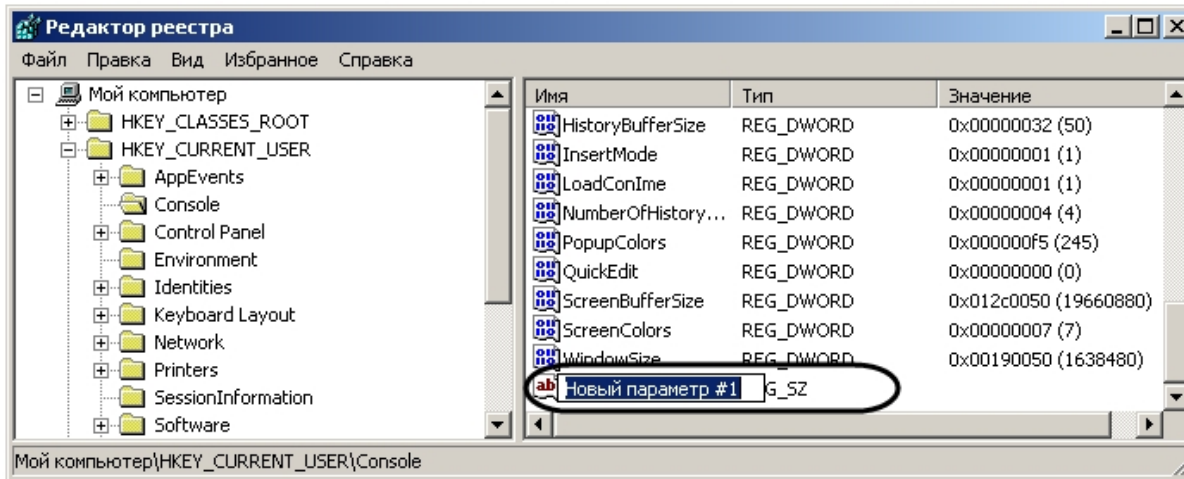 Редактор реестра
Файл Правка Вид Избранное Справка
Мой компьютер
HKEY_CLASSES_ROOT
HKEY_CURRENT_USER
AppEvents
Console
Control Panel
Environment
Identities
Keyboard Layout
Network
Printers
SessionInformation
Software
Имя Тип Значение
HistoryBufferSize REG_DWORD 0x00000032 (50)
InsertMode REG_DWORD 0x00000001 (1)
LoadConIme REG_DWORD 0x00000001 (1)
NumberOfHistory... REG_DWORD 0x00000004 (4)
PopupColors REG_DWORD 0x000000f5 (245)
QuickEdit REG_DWORD 0x00000000 (0)
ScreenBufferSize REG_DWORD 0x012c0050 (19660880)
ScreenColors REG_DWORD 0x00000007 (7)
WindowSize REG_DWORD 0x00190050 (1638480)
Новый параметр #1 G_SZ
Мой компьютер\HKEY_CURRENT_USER\Console